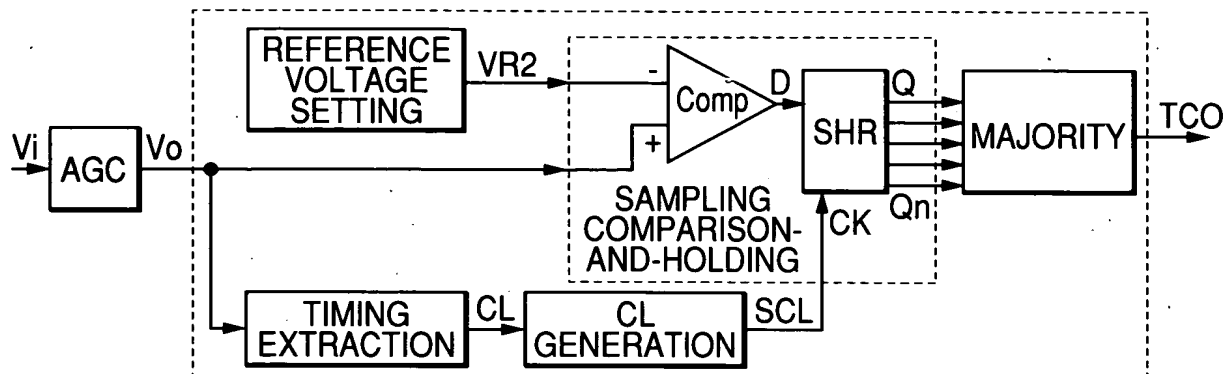 REFERENCE
VOLTAGE
SETTING
VR2
-
Comp
+
D
SHR
Q
Qn
CK
MAJORITY
TCO
Vi
AGC
Vo
SAMPLING
COMPARISON-
AND-HOLDING
TIMING
EXTRACTION
CL
CL
GENERATION
SCL